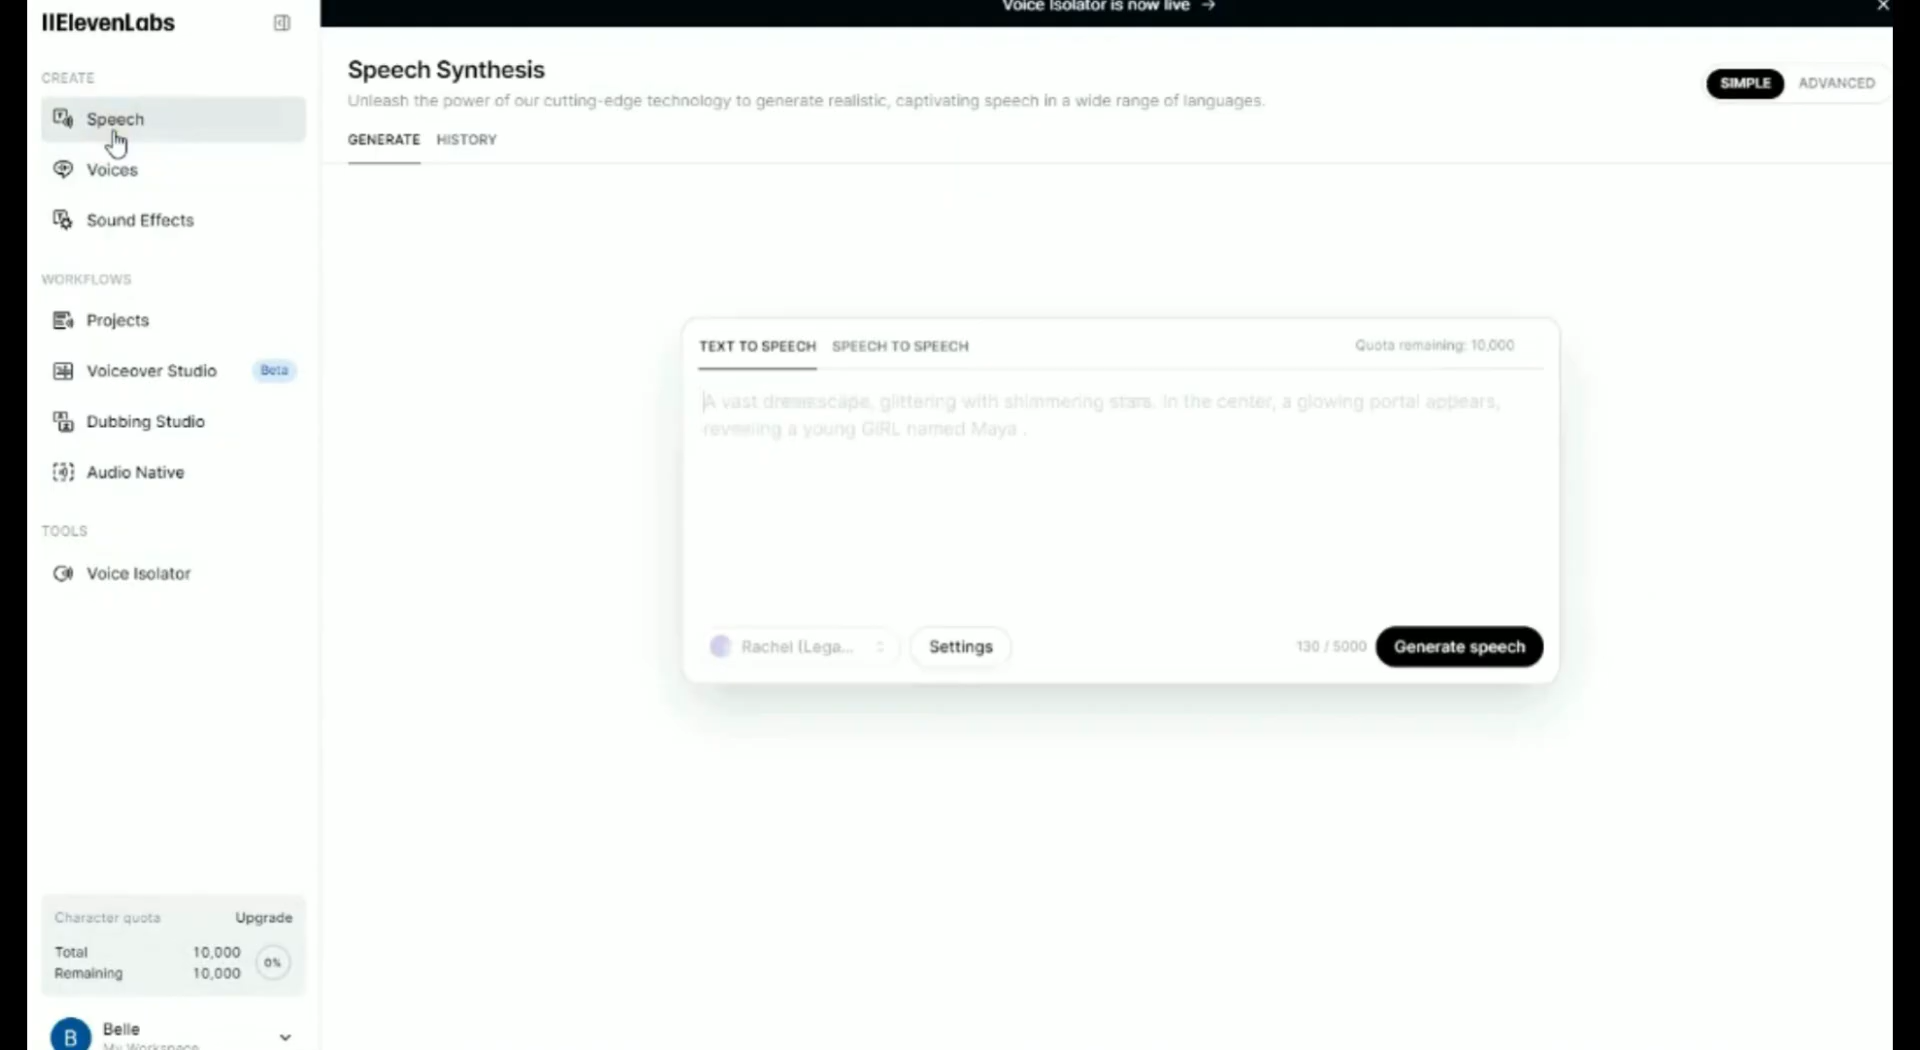 Voice Isolator is now live →
IIElevenLabs
CREATE
Speech
Voices
Sound Effects
WORKFLOWS
Projects
Voiceover Studio Beta
Dubbing Studio
Audio Native
TOOLS
Voice Isolator
Character quota Upgrade
Total 10,000
Remaining 10,000
0%
B
Belle
My Workspace
Speech Synthesis
Unleash the power of our cutting-edge technology to generate realistic, captivating speech in a wide range of languages.
SIMPLE ADVANCED
GENERATE HISTORY
TEXT TO SPEECH SPEECH TO SPEECH Quota remaining: 10,000
A vast dreamscape, glittering with shimmering stars. In the center, a glowing portal appears,
revealing a young GIRL named Maya .
Rachel (Lega... Settings 130 / 5000 Generate speech